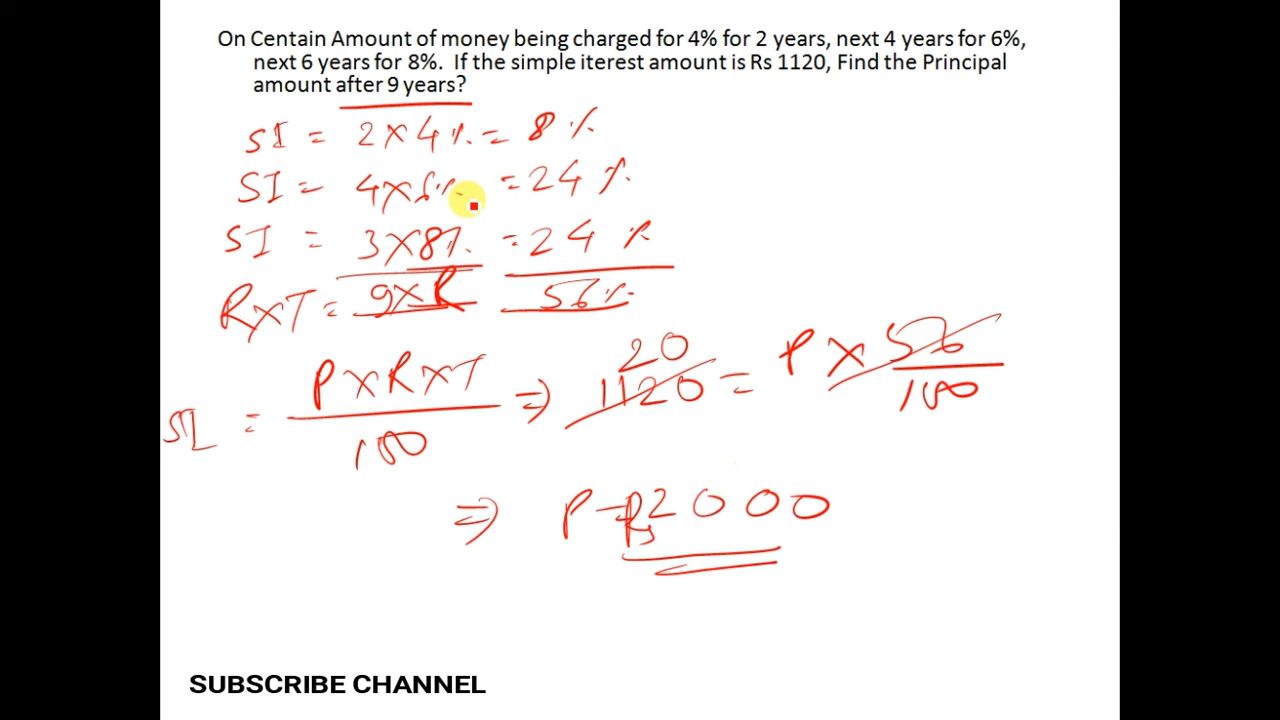 On Centain Amount of money being charged for 4% for 2 years, next 4 years for 6%,
next 6 years for 8%. If the simple iterest amount is Rs 1120, Find the Principal
amount after 9 years?
SI = 2 X 4 % = 8 %
SI = 4 X 6 % = 24 %
SI = 3 X 8 % = 24 %
R X T = 9 X R 56 %
SI = P X R X T / 100 ⇒ 1120 = P X 56 / 100
20
⇒ P = Rs 2000
SUBSCRIBE CHANNEL